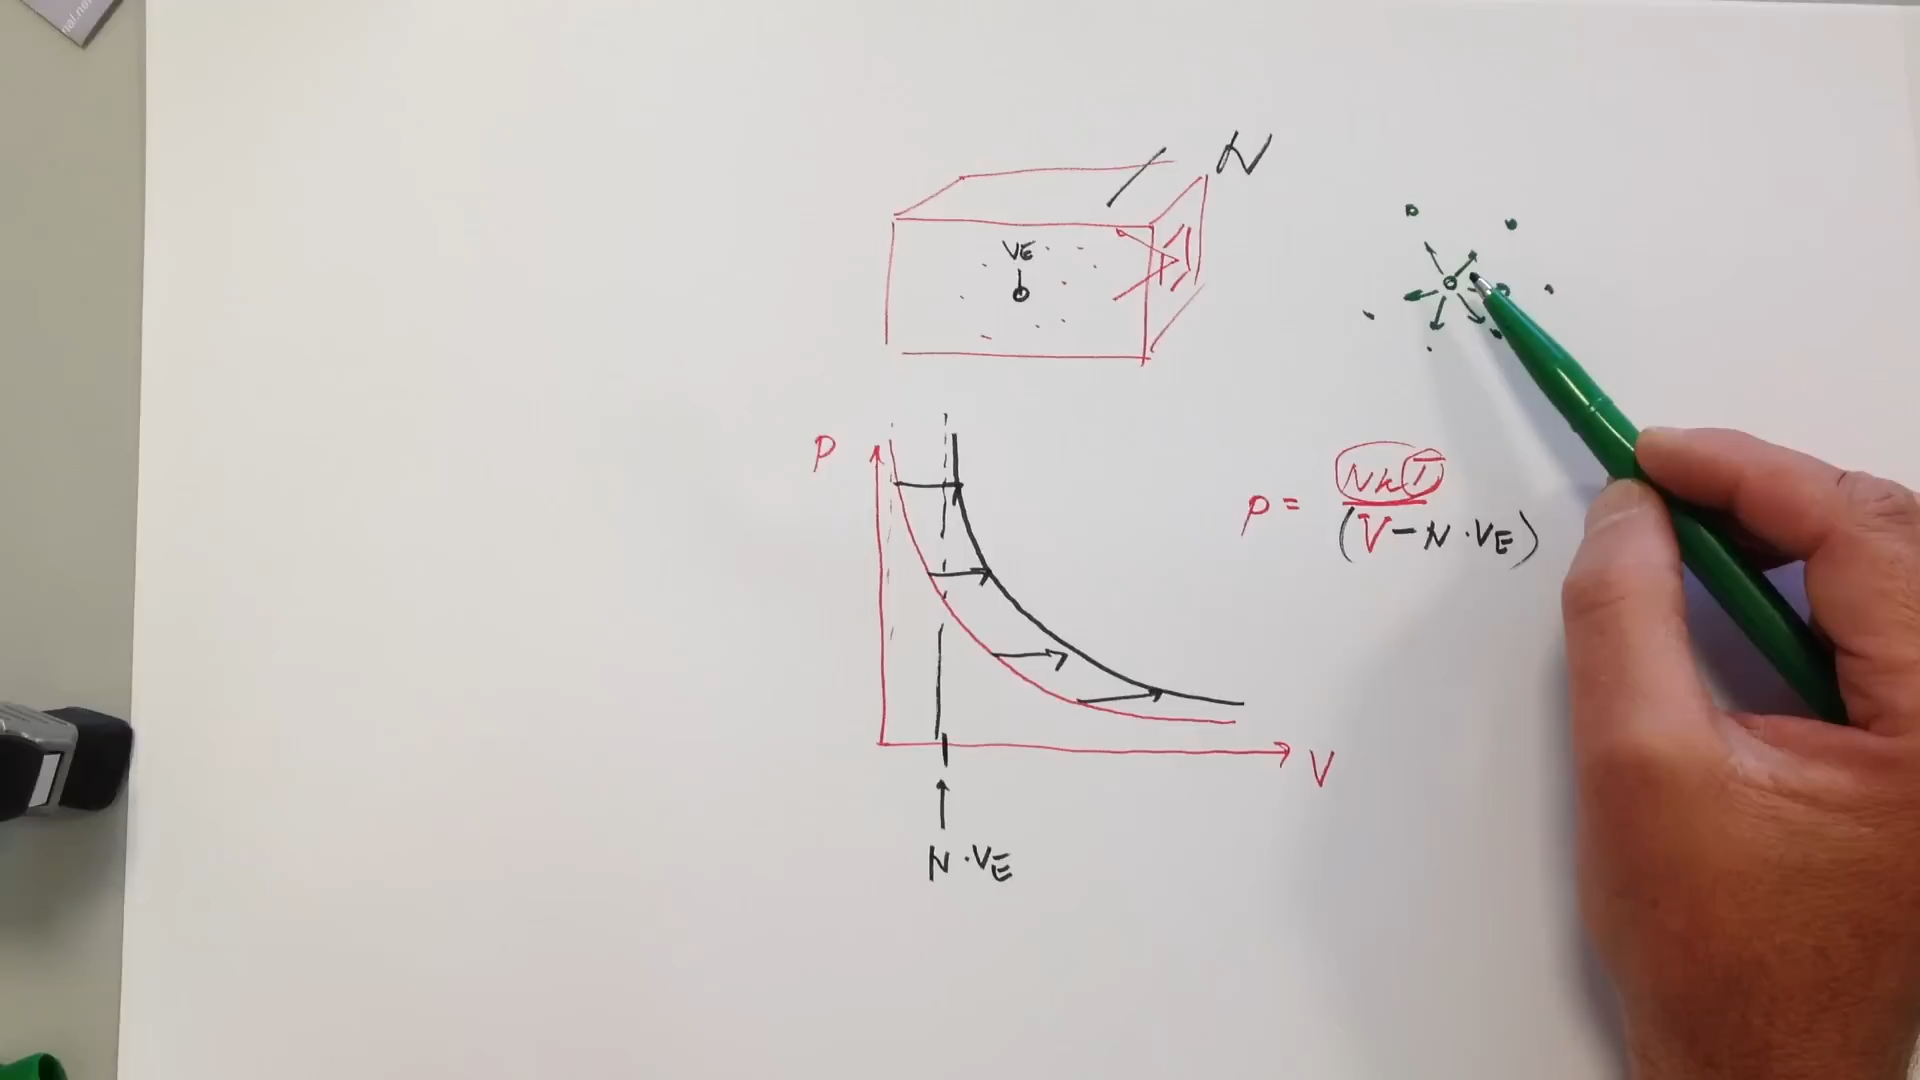 N
VE
P
p = NkT
(V - N · VE)
V
N · VE